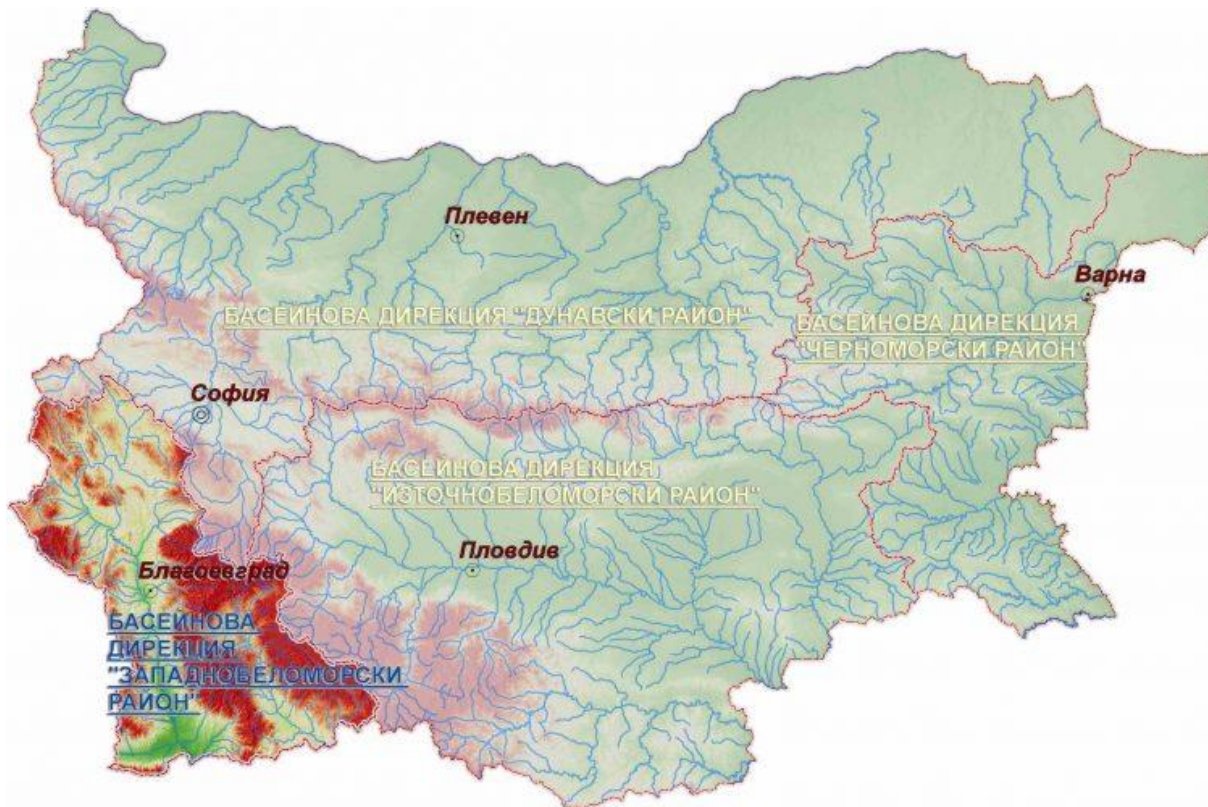 Плевен
Варна
БАСЕЙНОВА ДИРЕКЦИЯ "ДУНАВСКИ РАЙОН"
БАСЕЙНОВА ДИРЕКЦИЯ
"ЧЕРНОМОРСКИ РАЙОН"
София
БАСЕЙНОВА ДИРЕКЦИЯ
"ИЗТОЧНОБЕЛОМОРСКИ РАЙОН"
Пловдив
Благоевград
БАСЕЙНОВА
ДИРЕКЦИЯ
"ЗАПАДНОБЕЛОМОРСКИ
РАЙОН"